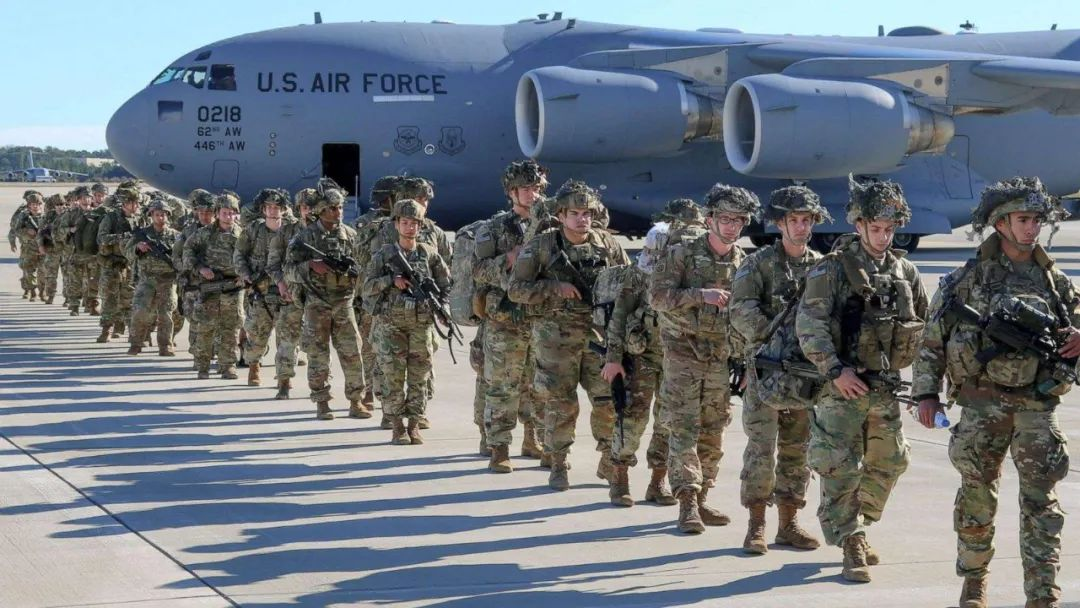 U.S. AIR FORCE
0218
62ND AW
446TH AW